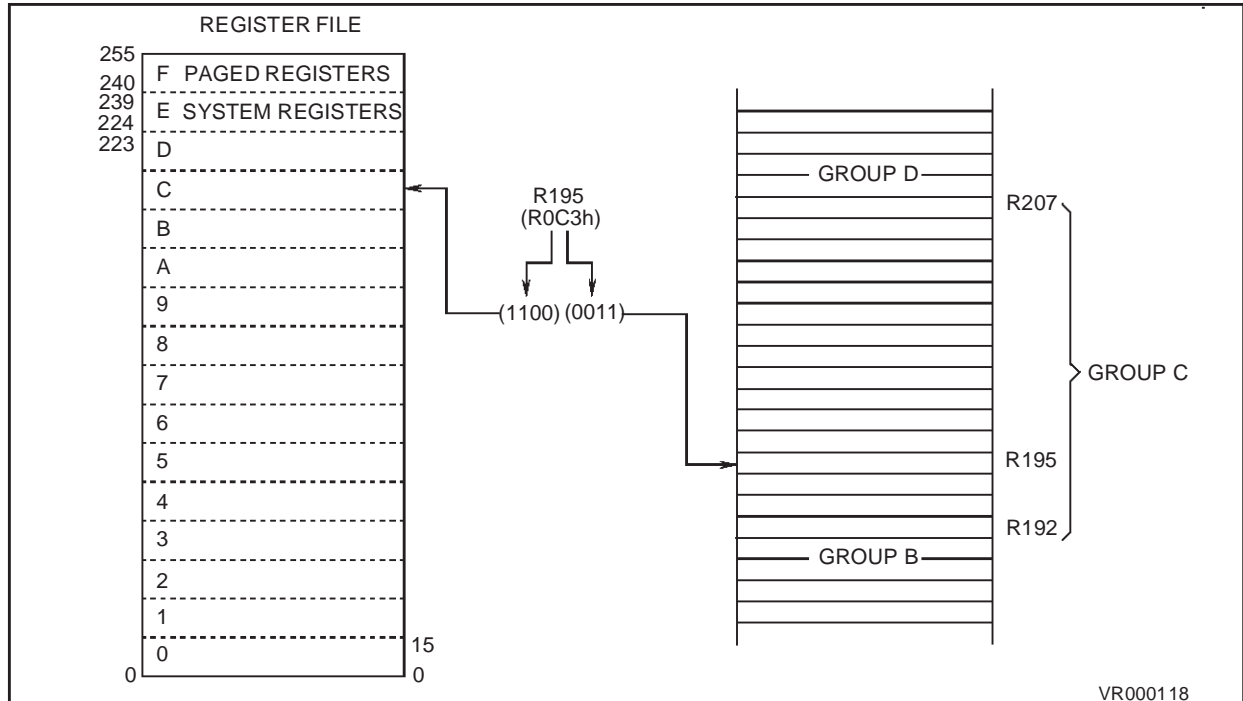 REGISTER FILE
255
240
239
224
223
F PAGED REGISTERS
E SYSTEM REGISTERS
D
C
B
A
9
8
7
6
5
4
3
2
1
0
15
0
0
R195
(R0C3h)
(1100) (0011)
GROUP D
R207
GROUP C
R195
R192
GROUP B
VR000118